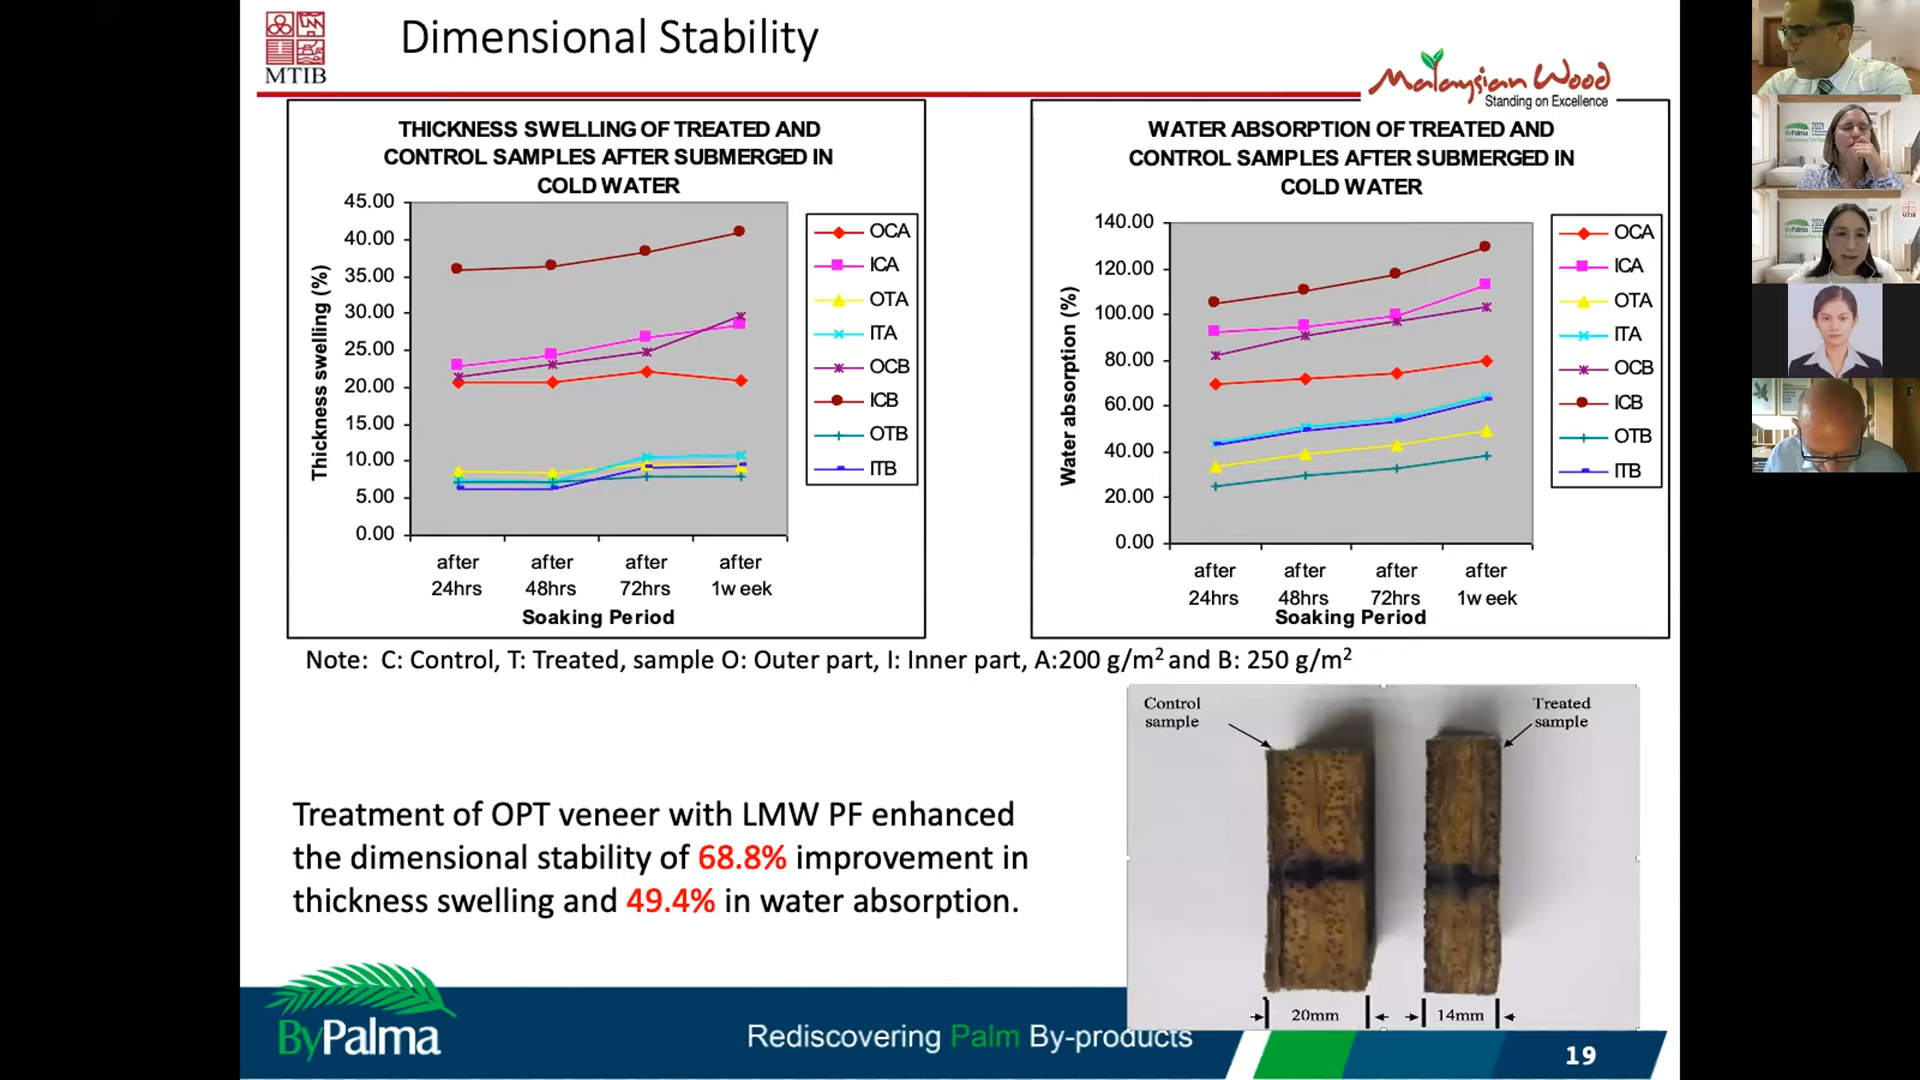 MTIB
Dimensional Stability
Malaysian Wood
Standing on Excellence
THICKNESS SWELLING OF TREATED AND
CONTROL SAMPLES AFTER SUBMERGED IN
COLD WATER
45.00
40.00
35.00
30.00
25.00
20.00
15.00
10.00
5.00
0.00
Thickness swelling (%)
after
24hrs
after
48hrs
after
72hrs
after
1w eek
Soaking Period
OCA
ICA
OTA
ITA
OCB
ICB
OTB
ITB
WATER ABSORPTION OF TREATED AND
CONTROL SAMPLES AFTER SUBMERGED IN
COLD WATER
140.00
120.00
100.00
80.00
60.00
40.00
20.00
0.00
Water absorption (%)
after
24hrs
after
48hrs
after
72hrs
after
1w eek
Soaking Period
OCA
ICA
OTA
ITA
OCB
ICB
OTB
ITB
Note: C: Control, T: Treated, sample O: Outer part, I: Inner part, A:200 g/m² and B: 250 g/m²
Control
sample
Treated
sample
20mm
14mm
Treatment of OPT veneer with LMW PF enhanced
the dimensional stability of 68.8% improvement in
thickness swelling and 49.4% in water absorption.
ByPalma
Rediscovering Palm By-products
19
ByPalma 2021